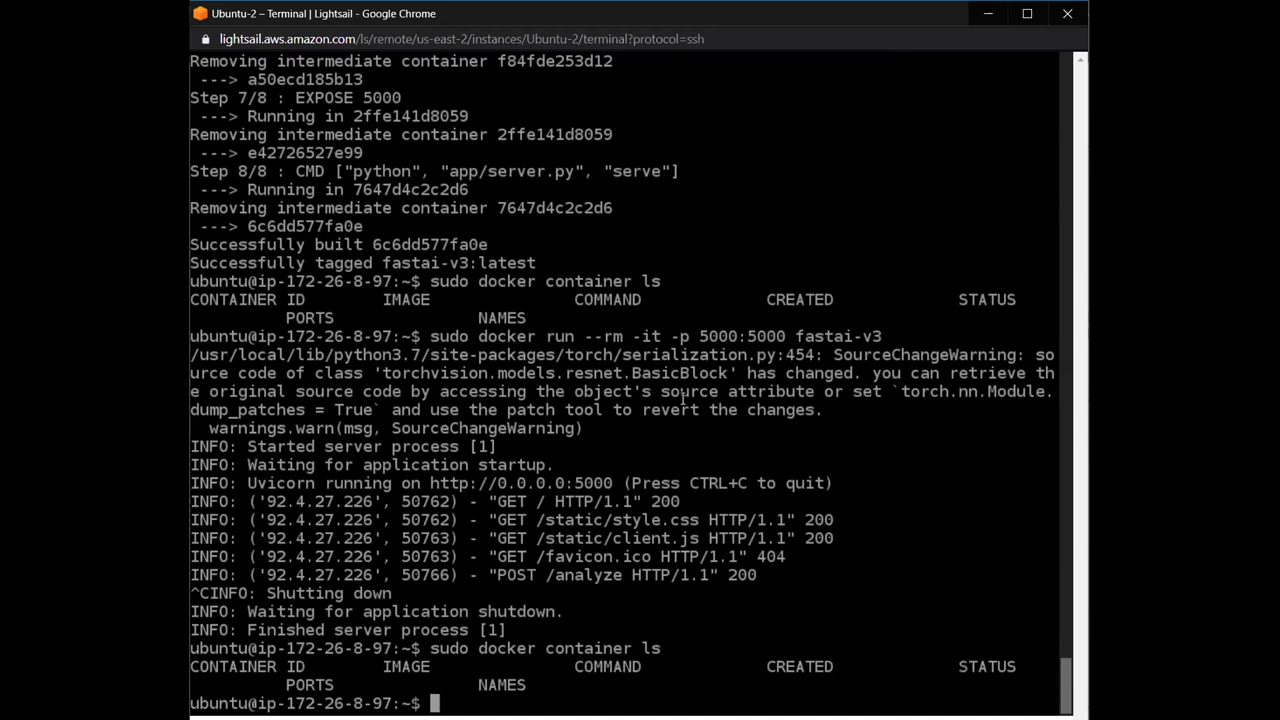 Ubuntu-2 – Terminal | Lightsail - Google Chrome
lightsail.aws.amazon.com/ls/remote/us-east-2/instances/Ubuntu-2/terminal?protocol=ssh
Removing intermediate container f84fde253d12
 ---> a50ecd185b13
Step 7/8 : EXPOSE 5000
 ---> Running in 2ffe141d8059
Removing intermediate container 2ffe141d8059
 ---> e42726527e99
Step 8/8 : CMD ["python", "app/server.py", "serve"]
 ---> Running in 7647d4c2c2d6
Removing intermediate container 7647d4c2c2d6
 ---> 6c6dd577fa0e
Successfully built 6c6dd577fa0e
Successfully tagged fastai-v3:latest
ubuntu@ip-172-26-8-97:~$ sudo docker container ls
CONTAINER ID IMAGE COMMAND CREATED STATUS
PORTS NAMES
ubuntu@ip-172-26-8-97:~$ sudo docker run --rm -it -p 5000:5000 fastai-v3
/usr/local/lib/python3.7/site-packages/torch/serialization.py:454: SourceChangeWarning: so
urce code of class 'torchvision.models.resnet.BasicBlock' has changed. you can retrieve th
e original source code by accessing the object's source attribute or set `torch.nn.Module.
dump_patches = True` and use the patch tool to revert the changes.
  warnings.warn(msg, SourceChangeWarning)
INFO: Started server process [1]
INFO: Waiting for application startup.
INFO: Uvicorn running on http://0.0.0.0:5000 (Press CTRL+C to quit)
INFO: ('92.4.27.226', 50762) - "GET / HTTP/1.1" 200
INFO: ('92.4.27.226', 50762) - "GET /static/style.css HTTP/1.1" 200
INFO: ('92.4.27.226', 50763) - "GET /static/client.js HTTP/1.1" 200
INFO: ('92.4.27.226', 50763) - "GET /favicon.ico HTTP/1.1" 404
INFO: ('92.4.27.226', 50766) - "POST /analyze HTTP/1.1" 200
^CINFO: Shutting down
INFO: Waiting for application shutdown.
INFO: Finished server process [1]
ubuntu@ip-172-26-8-97:~$ sudo docker container ls
CONTAINER ID IMAGE COMMAND CREATED STATUS
PORTS NAMES
ubuntu@ip-172-26-8-97:~$